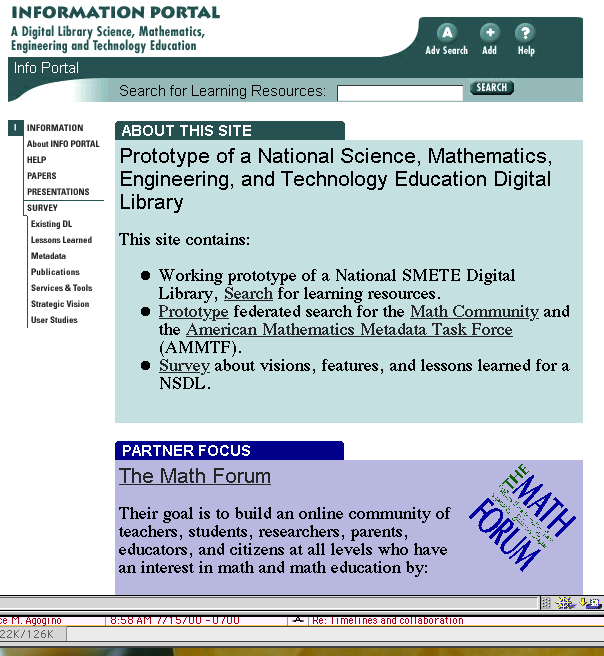 INFORMATION PORTAL
A Digital Library Science, Mathematics,
Engineering and Technology Education
Adv Search
Add
Help
Info Portal
Search for Learning Resources:
SEARCH
I INFORMATION
About INFO PORTAL
HELP
PAPERS
PRESENTATIONS
SURVEY
Existing DL
Lessons Learned
Metadata
Publications
Services & Tools
Strategic Vision
User Studies
ABOUT THIS SITE
Prototype of a National Science, Mathematics,
Engineering, and Technology Education Digital
Library
This site contains:
● Working prototype of a National SMETE Digital
Library, Search for learning resources.
● Prototype federated search for the Math Community and
the American Mathematics Metadata Task Force
(AMMTF).
● Survey about visions, features, and lessons learned for a
NSDL.
PARTNER FOCUS
The Math Forum
Their goal is to build an online community of
teachers, students, researchers, parents,
educators, and citizens at all levels who have
an interest in math and math education by:
THE
MATH
FORUM
ce M. Agogino 8:58 AM 7/15/00 -0700 Re: Timelines and collaboration
22K/126K